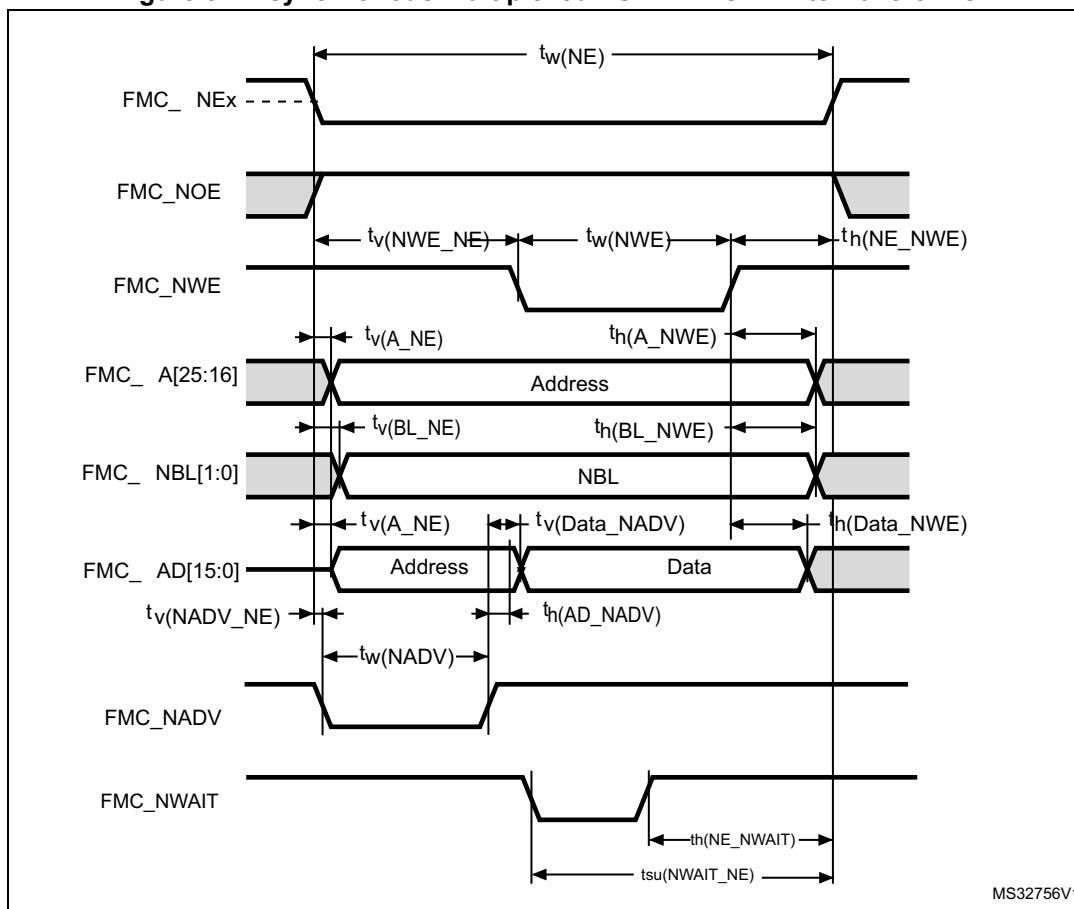 tw(NE)
FMC_ NEx
FMC_NOE
tv(NWE_NE)
tw(NWE)
th(NE_NWE)
FMC_NWE
tv(A_NE)
th(A_NWE)
FMC_ A[25:16]
Address
tv(BL_NE)
th(BL_NWE)
FMC_ NBL[1:0]
NBL
tv(A_NE)
tv(Data_NADV)
th(Data_NWE)
FMC_ AD[15:0]
Address
Data
tv(NADV_NE)
th(AD_NADV)
tw(NADV)
FMC_NADV
FMC_NWAIT
th(NE_NWAIT)
tsu(NWAIT_NE)